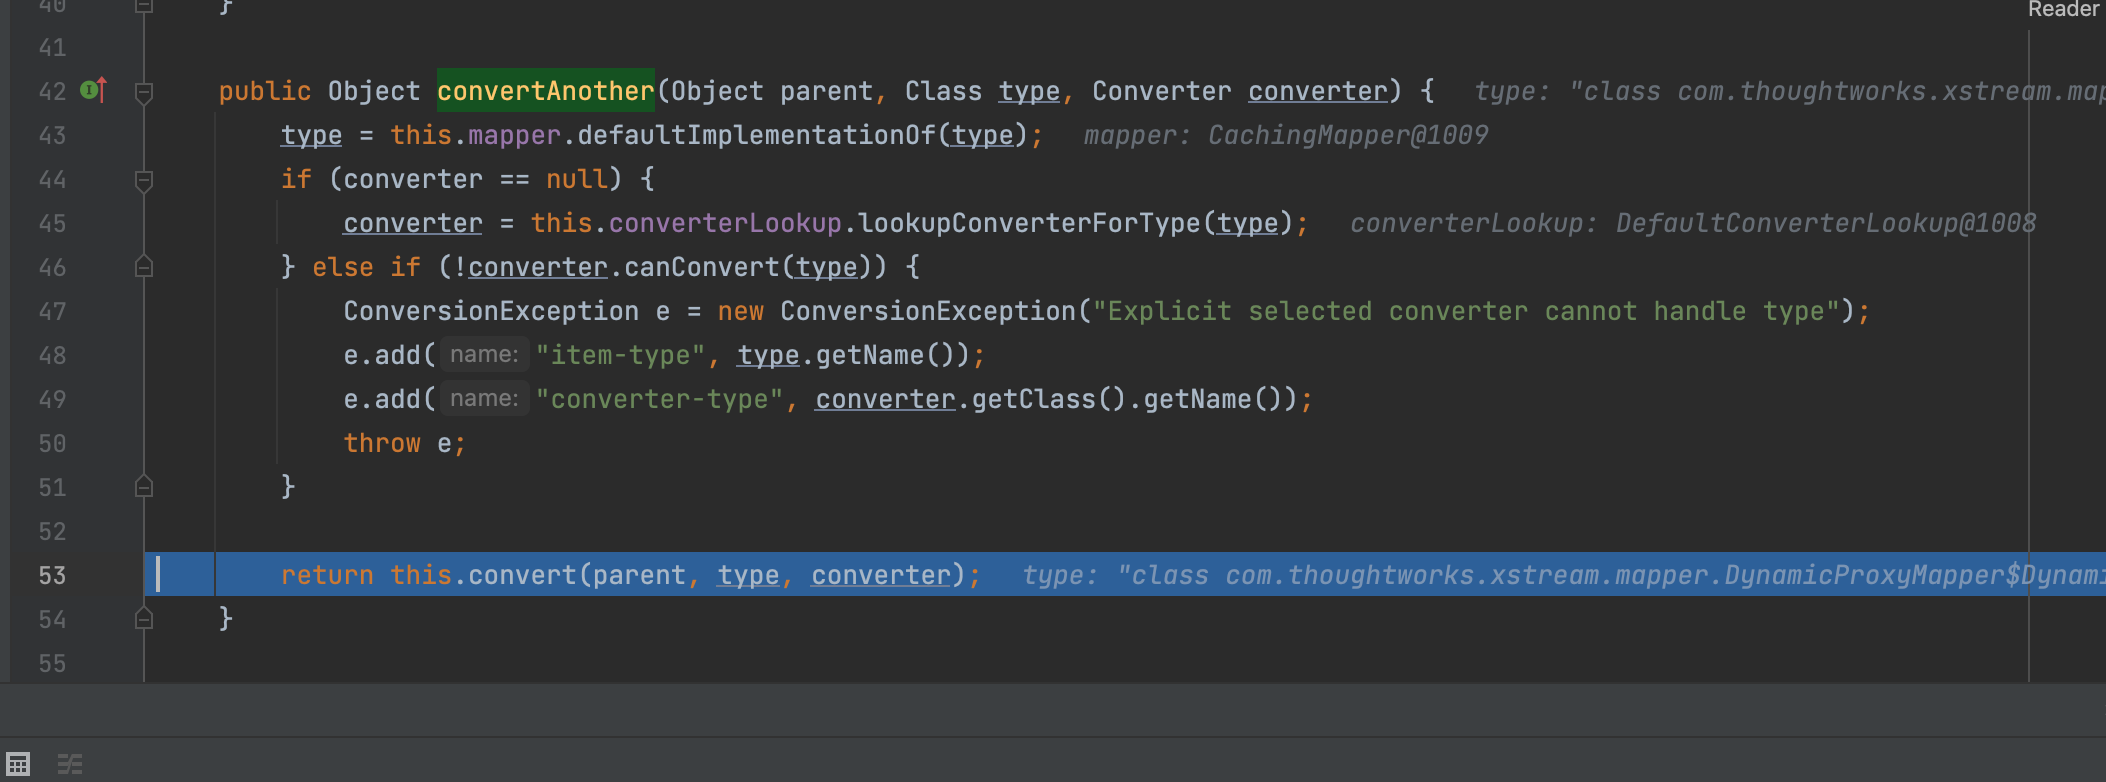 Reader
40 }
41
42 public Object convertAnother(Object parent, Class type, Converter converter) { type: "class com.thoughtworks.xstream.map
43 type = this.mapper.defaultImplementationOf(type); mapper: CachingMapper@1009
44 if (converter == null) {
45 converter = this.converterLookup.lookupConverterForType(type); converterLookup: DefaultConverterLookup@1008
46 } else if (!converter.canConvert(type)) {
47 ConversionException e = new ConversionException("Explicit selected converter cannot handle type");
48 e.add( name: "item-type", type.getName());
49 e.add( name: "converter-type", converter.getClass().getName());
50 throw e;
51 }
52
53 return this.convert(parent, type, converter); type: "class com.thoughtworks.xstream.mapper.DynamicProxyMapper$Dynami
54 }
55